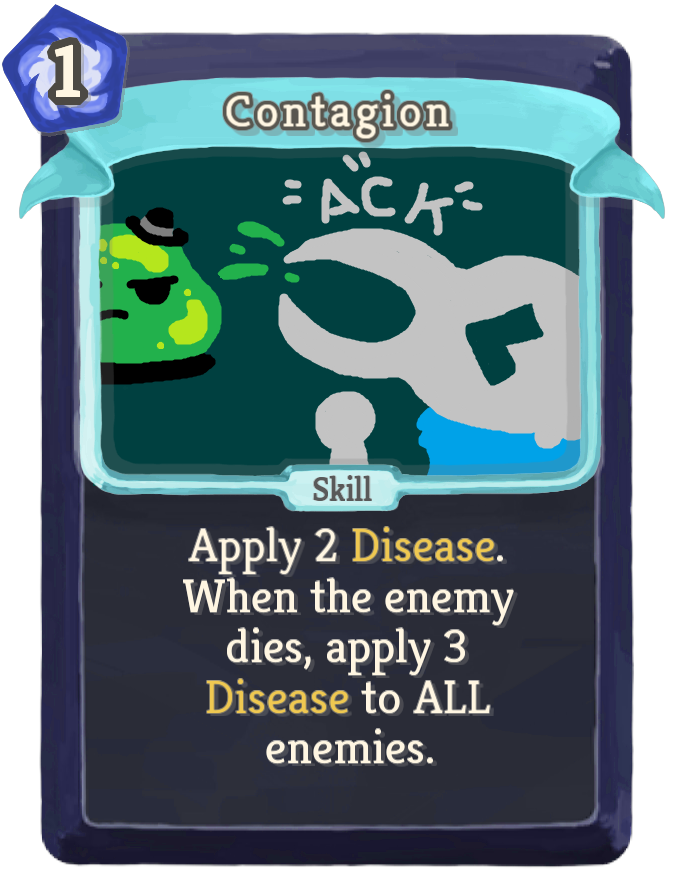 1
Contagion
= ACK =
Skill
Apply 2 Disease.
When the enemy
dies, apply 3
Disease to ALL
enemies.